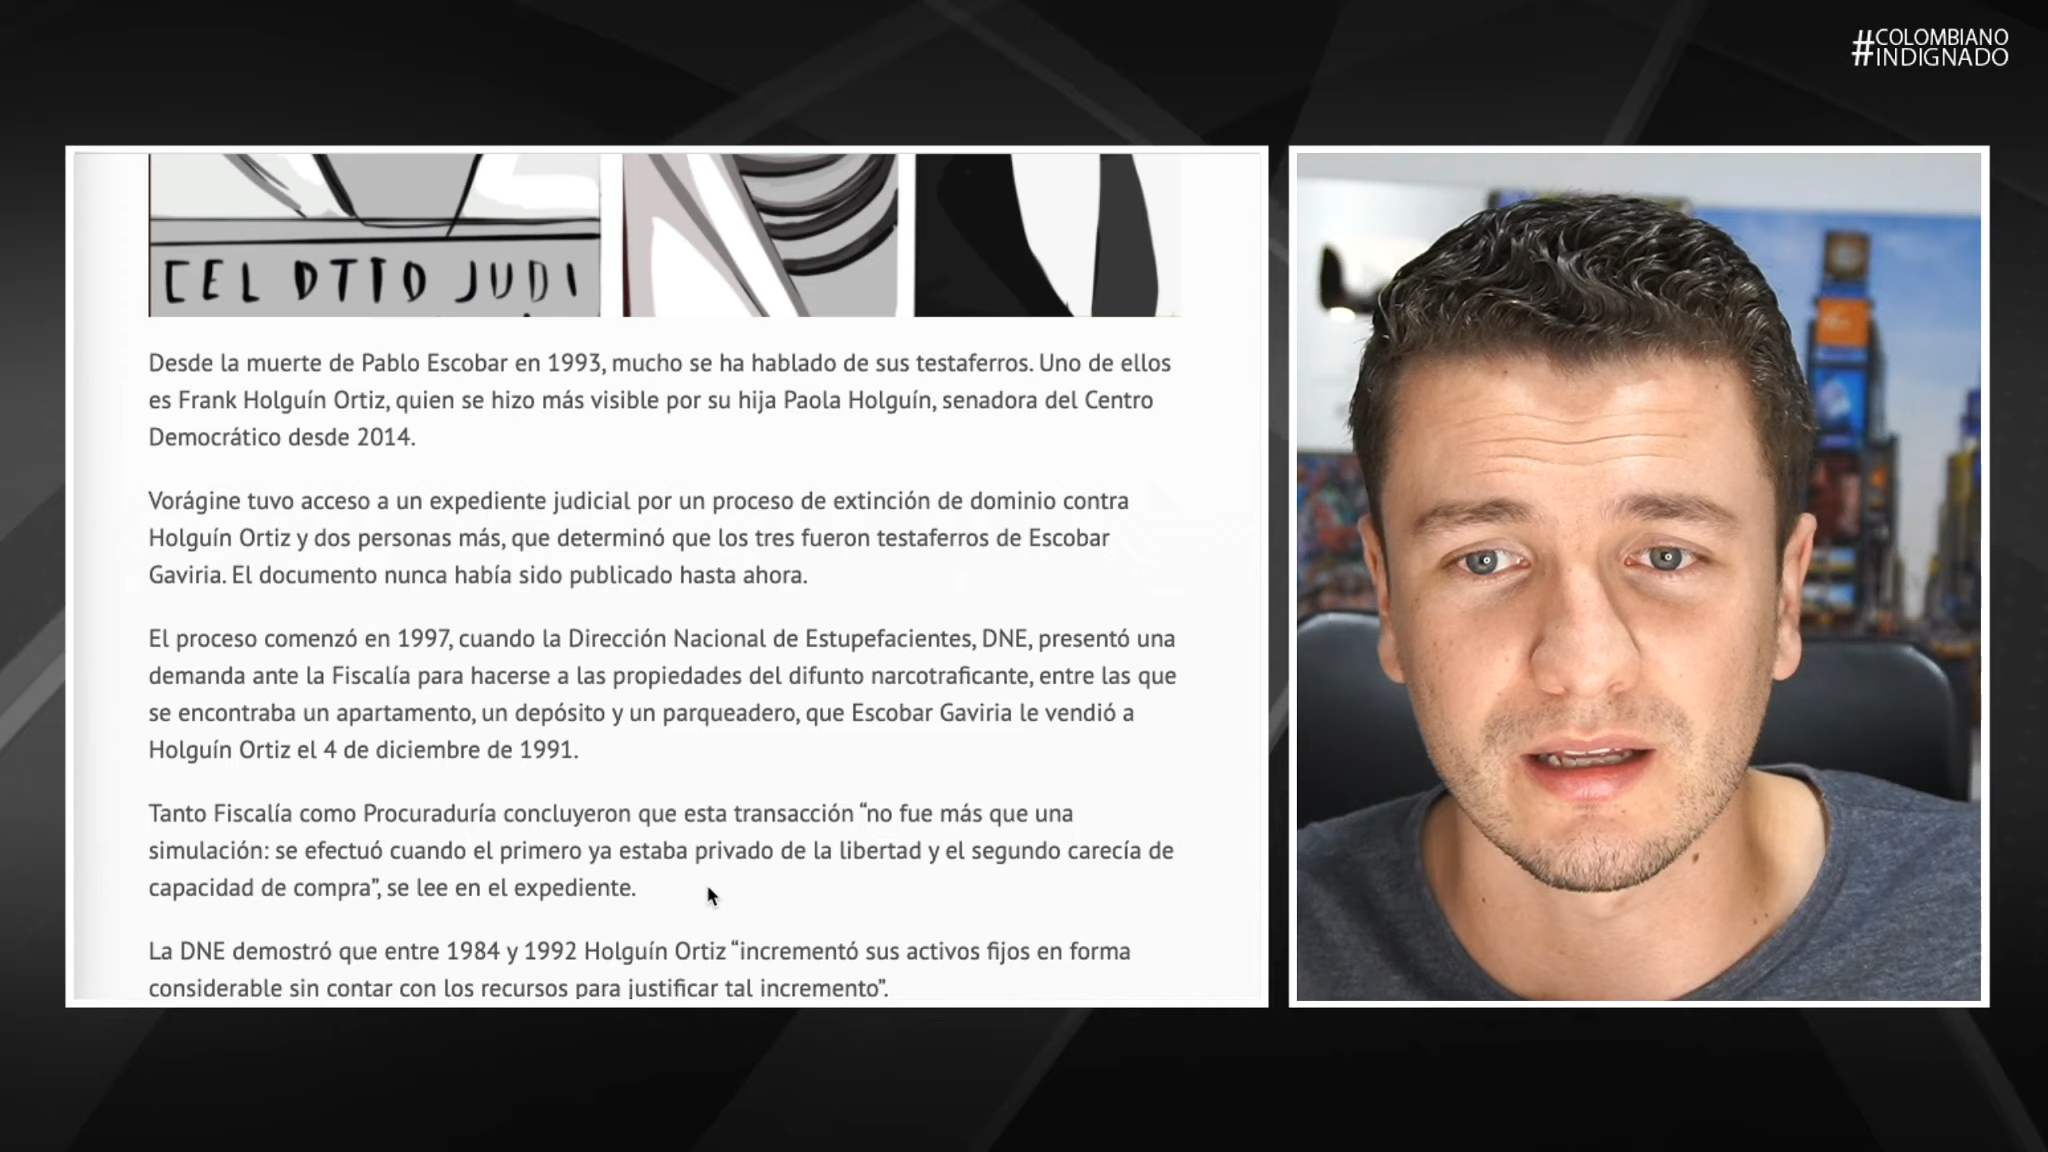 #COLOMBIANO
INDIGNADO
CEL DTTO JUDI
Desde la muerte de Pablo Escobar en 1993, mucho se ha hablado de sus testaferros. Uno de ellos
es Frank Holguín Ortiz, quien se hizo más visible por su hija Paola Holguín, senadora del Centro
Democrático desde 2014.
Vorágine tuvo acceso a un expediente judicial por un proceso de extinción de dominio contra
Holguín Ortiz y dos personas más, que determinó que los tres fueron testaferros de Escobar
Gaviria. El documento nunca había sido publicado hasta ahora.
El proceso comenzó en 1997, cuando la Dirección Nacional de Estupefacientes, DNE, presentó una
demanda ante la Fiscalía para hacerse a las propiedades del difunto narcotraficante, entre las que
se encontraba un apartamento, un depósito y un parqueadero, que Escobar Gaviria le vendió a
Holguín Ortiz el 4 de diciembre de 1991.
Tanto Fiscalía como Procuraduría concluyeron que esta transacción “no fue más que una
simulación: se efectuó cuando el primero ya estaba privado de la libertad y el segundo carecía de
capacidad de compra”, se lee en el expediente.
La DNE demostró que entre 1984 y 1992 Holguín Ortiz “incrementó sus activos fijos en forma
considerable sin contar con los recursos para justificar tal incremento”.